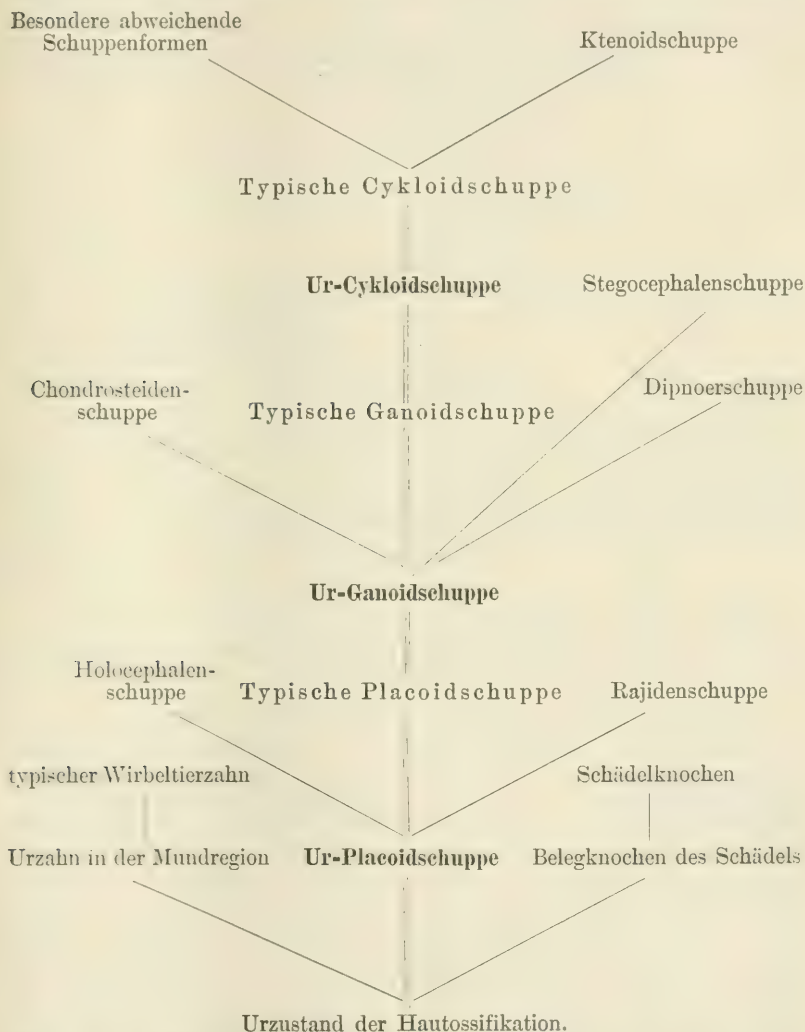 Besondere abweichende
Schuppenformen
Ktenoidschuppe
Typische Cykloidschuppe
Ur-Cykloidschuppe
Stegocephalenschuppe
Chondrosteiden-
schuppe
Typische Ganoidschuppe
Dipnoerschuppe
Ur-Ganoidschuppe
Holocephalen-
schuppe
Typische Placoidschuppe
Rajidenschuppe
typischer Wirbeltierzahn
Schädelknochen
Urzahn in der Mundregion
Ur-Placoidschuppe
Belegknochen des Schädels
Urzustand der Hautossifikation.